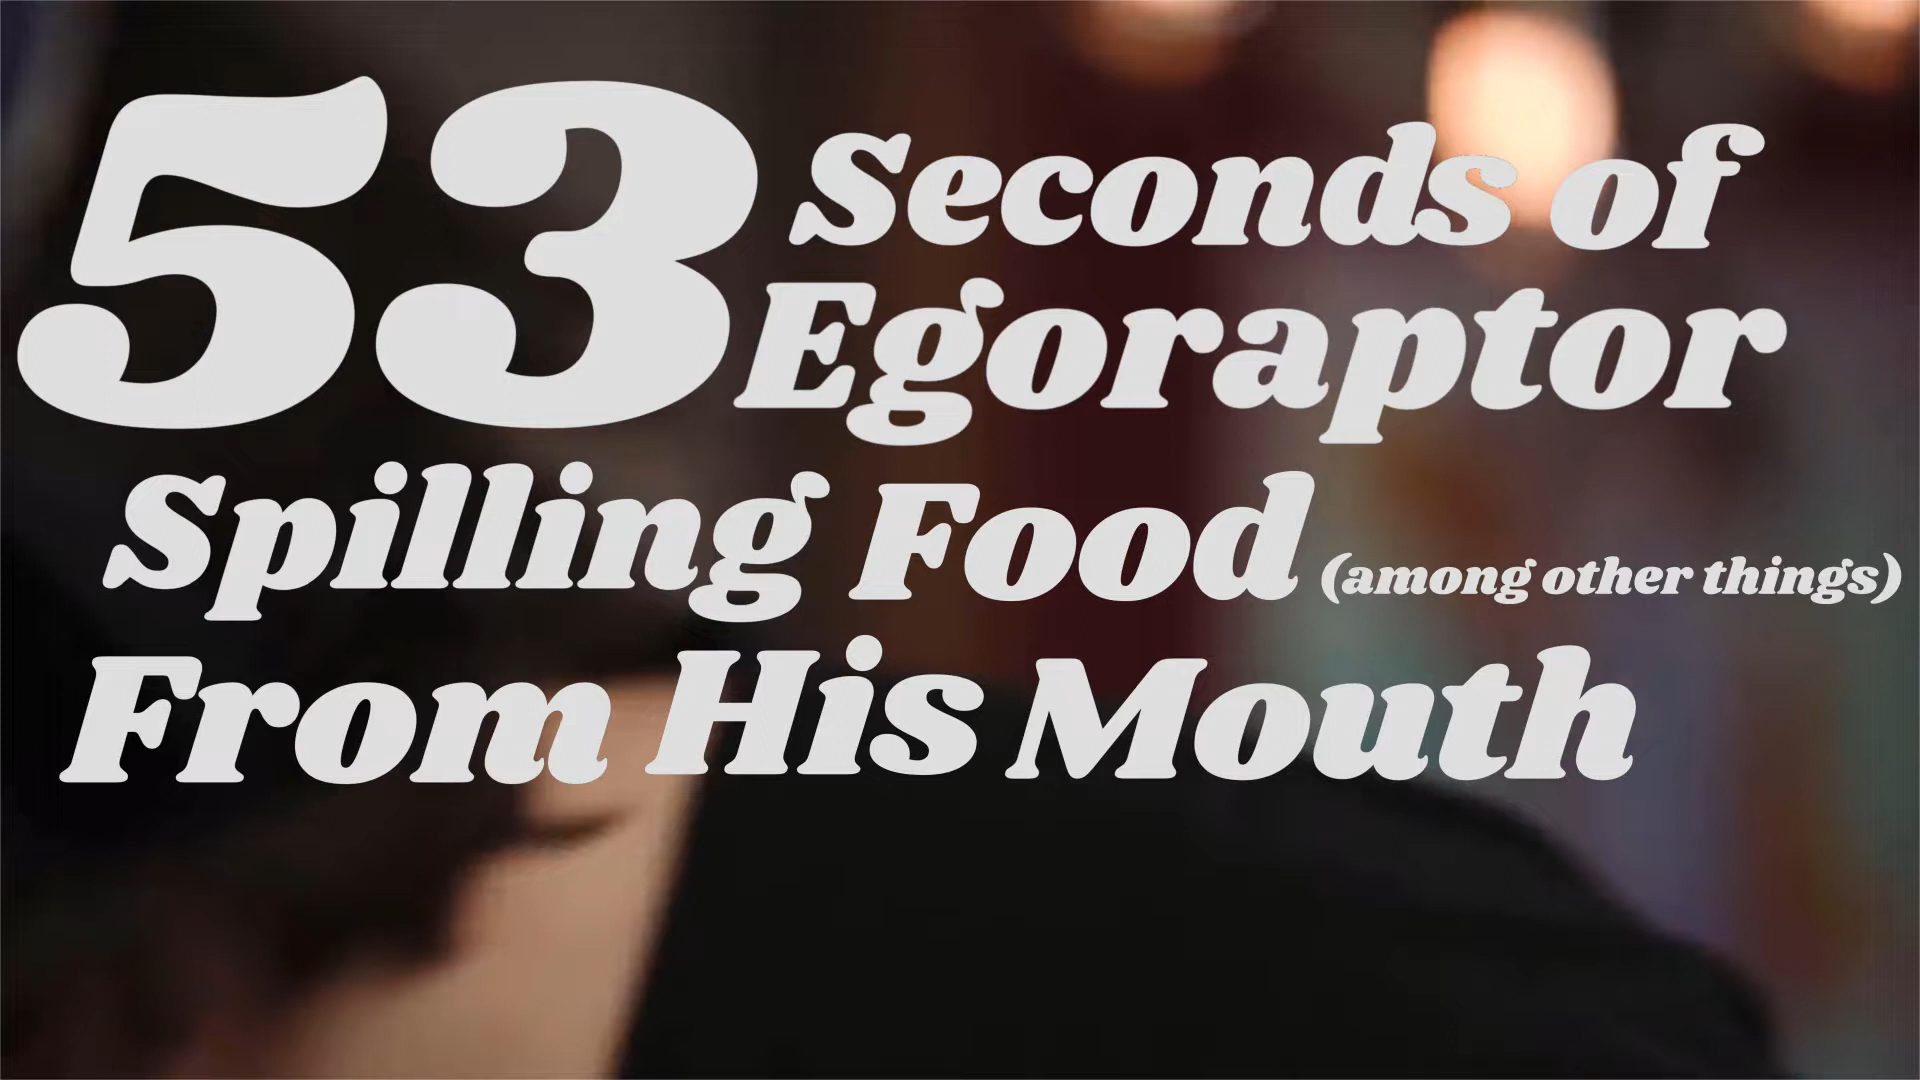 53 Seconds of
Egoraptor
Spilling Food (among other things)
From His Mouth